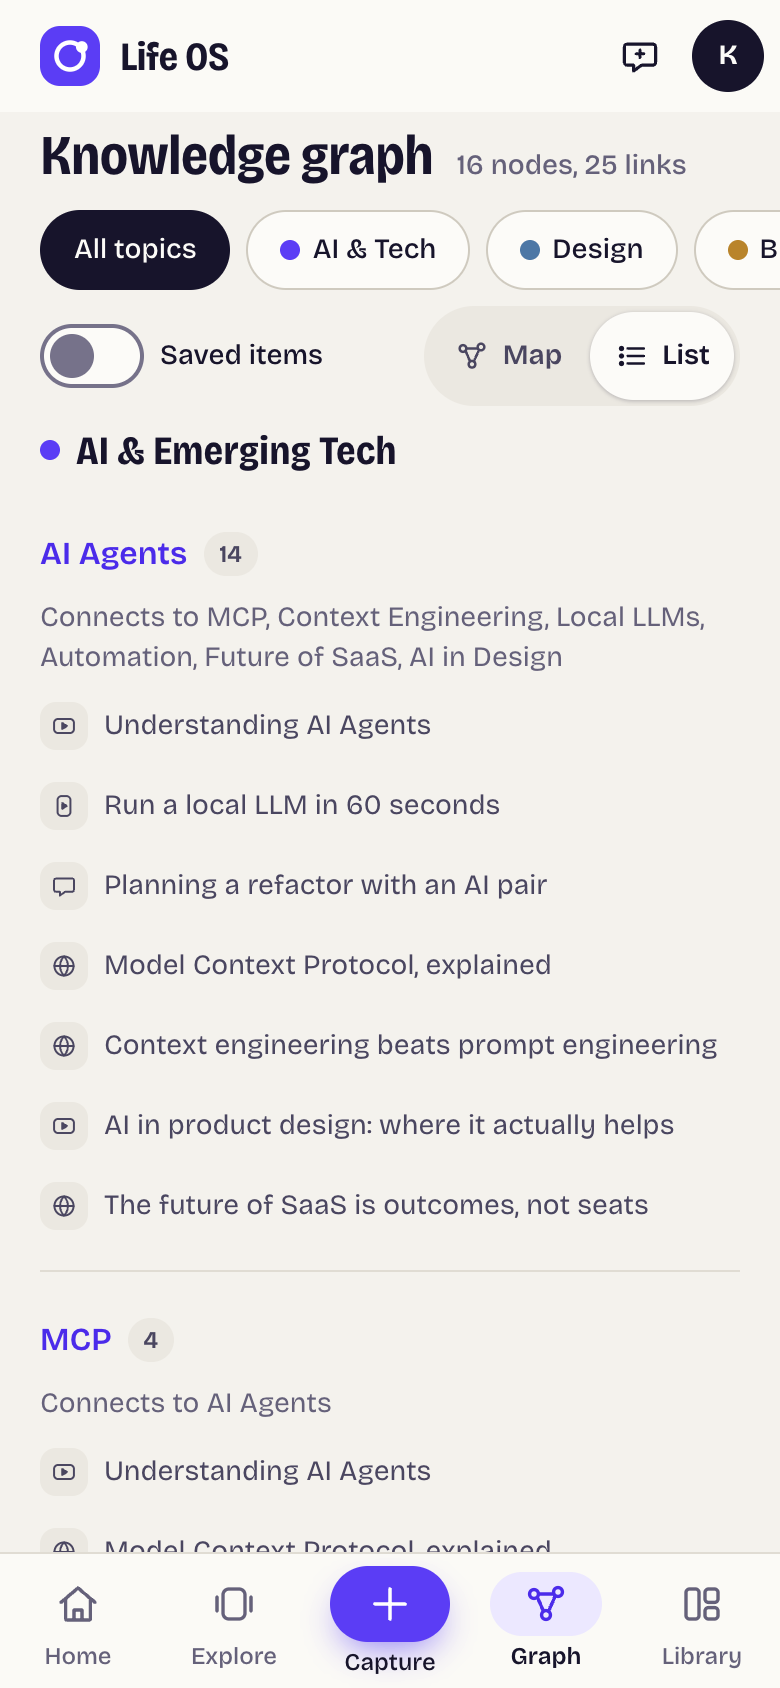 Life OS
K
Knowledge graph 16 nodes, 25 links
All topics AI & Tech Design B
Saved items Map List
AI & Emerging Tech
AI Agents 14
Connects to MCP, Context Engineering, Local LLMs,
Automation, Future of SaaS, AI in Design
Understanding AI Agents
Run a local LLM in 60 seconds
Planning a refactor with an AI pair
Model Context Protocol, explained
Context engineering beats prompt engineering
AI in product design: where it actually helps
The future of SaaS is outcomes, not seats
MCP 4
Connects to AI Agents
Understanding AI Agents
Model Context Protocol, explained
Home Explore Capture Graph Library